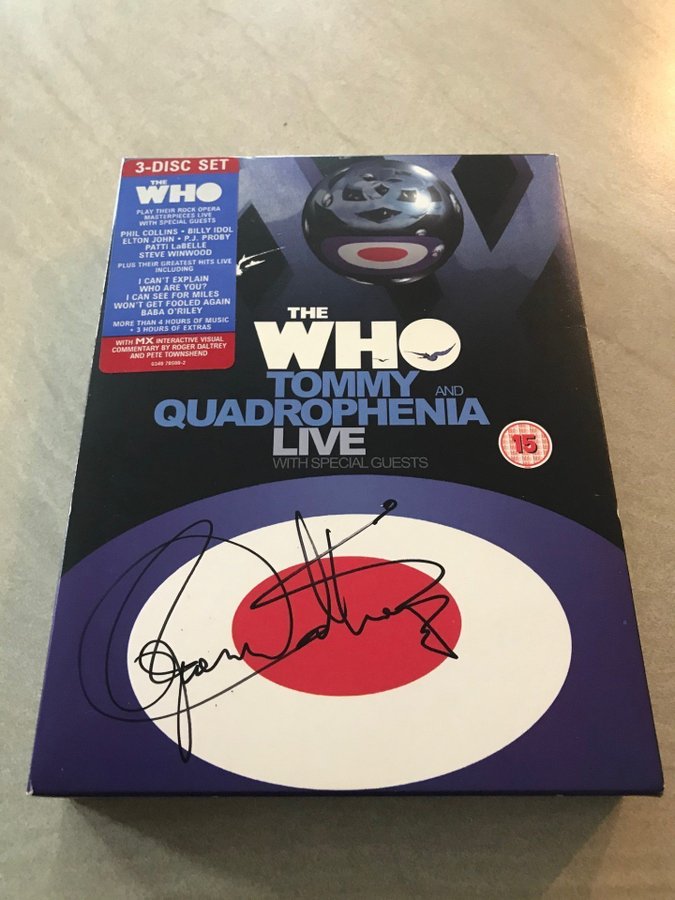 3-DISC SET
THE
WHO
PLAY THEIR ROCK OPERA
MASTERPIECES LIVE
WITH SPECIAL GUESTS
PHIL COLLINS • BILLY IDOL
ELTON JOHN • P.J. PROBY
PATTI LaBELLE
STEVE WINWOOD
PLUS THEIR GREATEST HITS LIVE
INCLUDING
I CAN'T EXPLAIN
WHO ARE YOU?
I CAN SEE FOR MILES
WON'T GET FOOLED AGAIN
BABA O'RILEY
MORE THAN 4 HOURS OF MUSIC
• 3 HOURS OF EXTRAS
WITH MX INTERACTIVE VISUAL
COMMENTARY BY ROGER DALTREY
AND PETE TOWNSHEND
0349 70509-2
THE
WHO
TOMMY AND
QUADROPHENIA
LIVE
WITH SPECIAL GUESTS
15